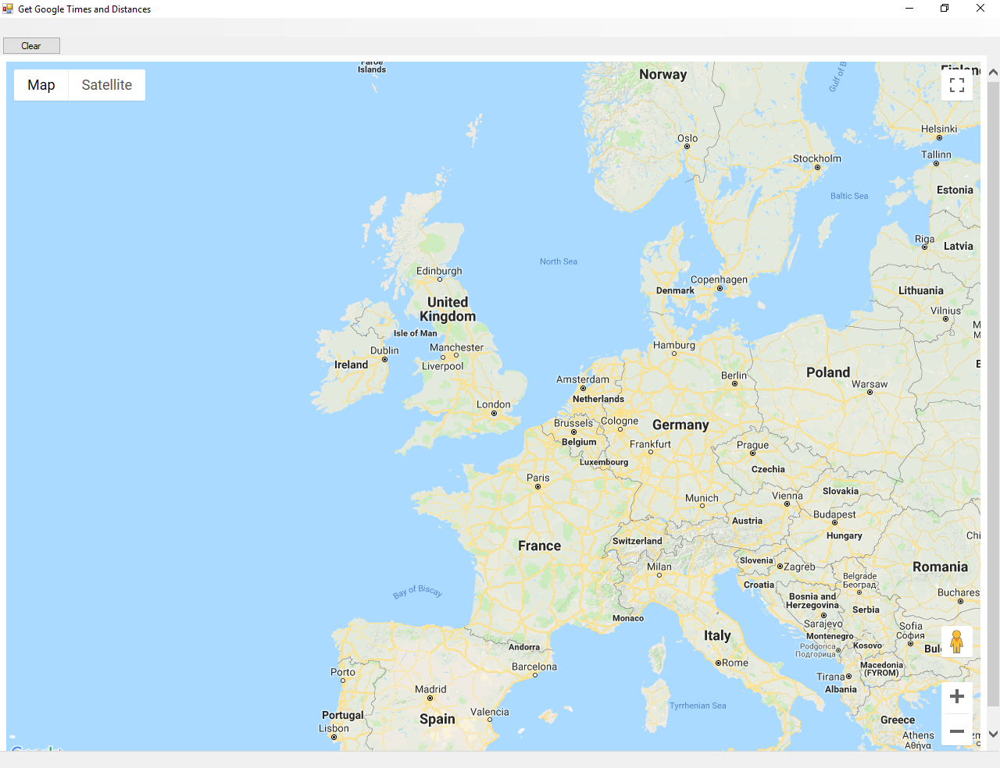 Get Google Times and Distances
Clear
Map
Satellite
Faroe
Islands
Norway
Gulf of B
Finland
Helsinki
Oslo
Stockholm
Tallinn
Estonia
Baltic Sea
Riga
Latvia
North Sea
Edinburgh
Copenhagen
Denmark
Lithuania
United
Kingdom
Vilnius
M
M
Isle of Man
Dublin
Manchester
Hamburg
Ireland
Liverpool
B
Poland
Amsterdam
Berlin
Warsaw
Netherlands
London
Brussels
Cologne
Germany
Belgium
Frankfurt
Prague
Luxembourg
Czechia
Paris
Slovakia
Munich
Vienna
Austria
Budapest
Switzerland
Hungary
Chi
France
Slovenia
Zagreb
Milan
Romania
Belgrade
Београд
Croatia
Bay of Biscay
Bosnia and
Herzegovina
Bucharest
Serbia
Monaco
Sarajevo
Sofia
София
Italy
Montenegro
Andorra
Podgorica
Подгорица
Kosovo
Bul
Rome
Barcelona
Macedonia
(FYROM)
Porto
Tirana
Albania
Madrid
Tyrrhenian Sea
Valencia
Portugal
Spain
Greece
Lisbon
Athens
Αθήνα
zm
Google